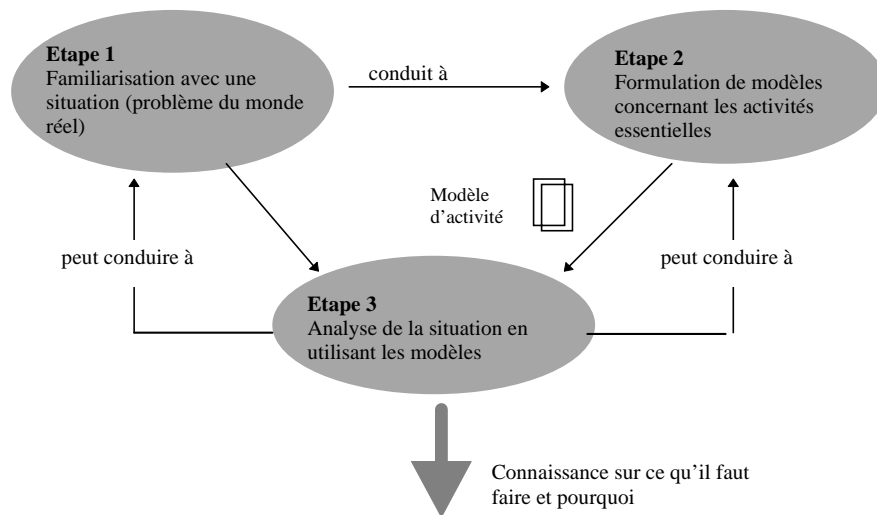 Etape 1
Familiarisation avec une
situation (problème du monde
réel)
conduit à
Etape 2
Formulation de modèles
concernant les activités
essentielles
Modèle
d'activité
peut conduire à
peut conduire à
Etape 3
Analyse de la situation en
utilisant les modèles
Connaissance sur ce qu'il faut
faire et pourquoi